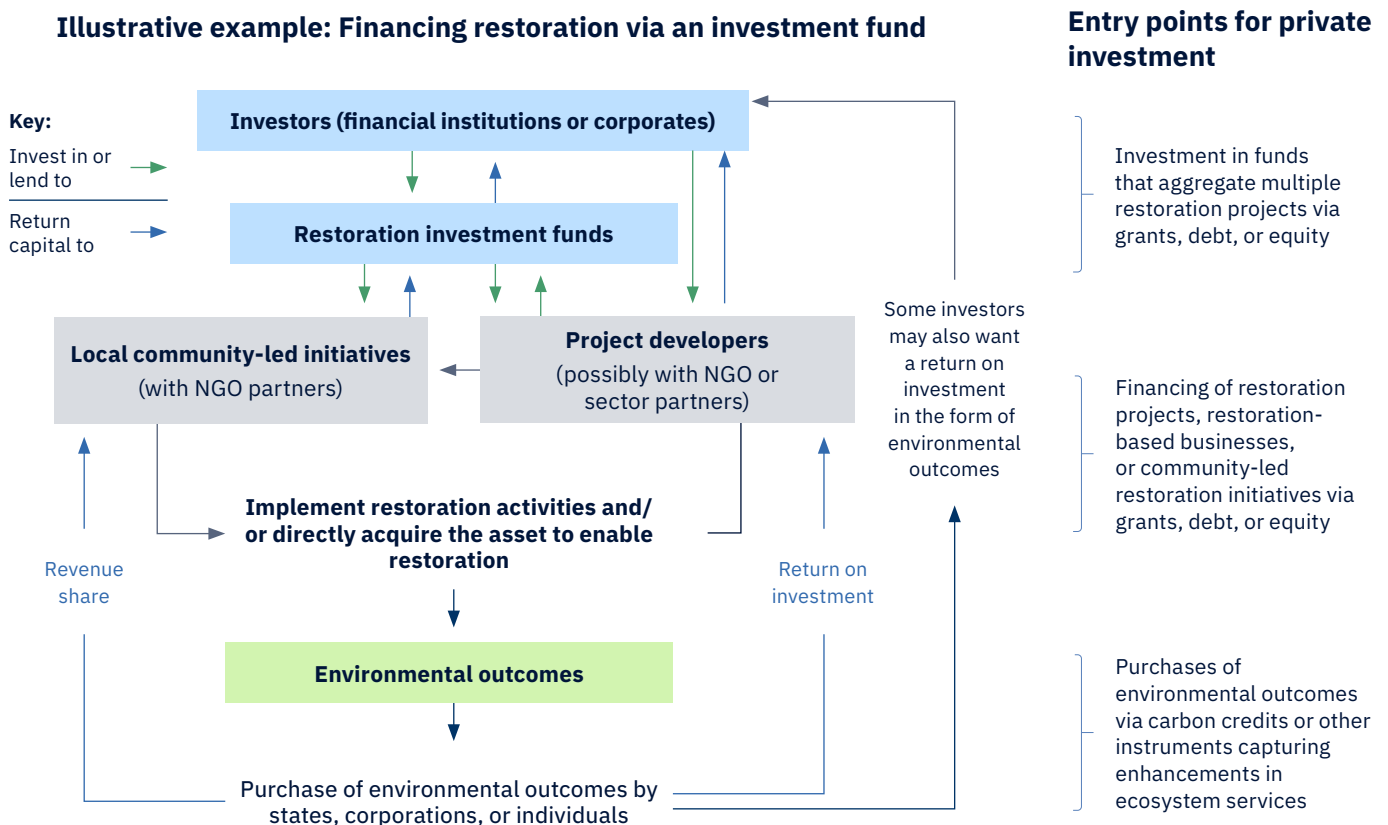 Illustrative example: Financing restoration via an investment fund
Entry points for private
investment
Key:
Invest in or
lend to
Return
capital to
Investors (financial institutions or corporates)
Restoration investment funds
Local community-led initiatives
(with NGO partners)
Project developers
(possibly with NGO or
sector partners)
Some investors
may also want
a return on
investment
in the form of
environmental
outcomes
Implement restoration activities and/
or directly acquire the asset to enable
restoration
Revenue
share
Return on
investment
Environmental outcomes
Purchase of environmental outcomes by
states, corporations, or individuals
Investment in funds
that aggregate multiple
restoration projects via
grants, debt, or equity
Financing of restoration
projects, restoration-
based businesses,
or community-led
restoration initiatives via
grants, debt, or equity
Purchases of
environmental outcomes
via carbon credits or other
instruments capturing
enhancements in
ecosystem services